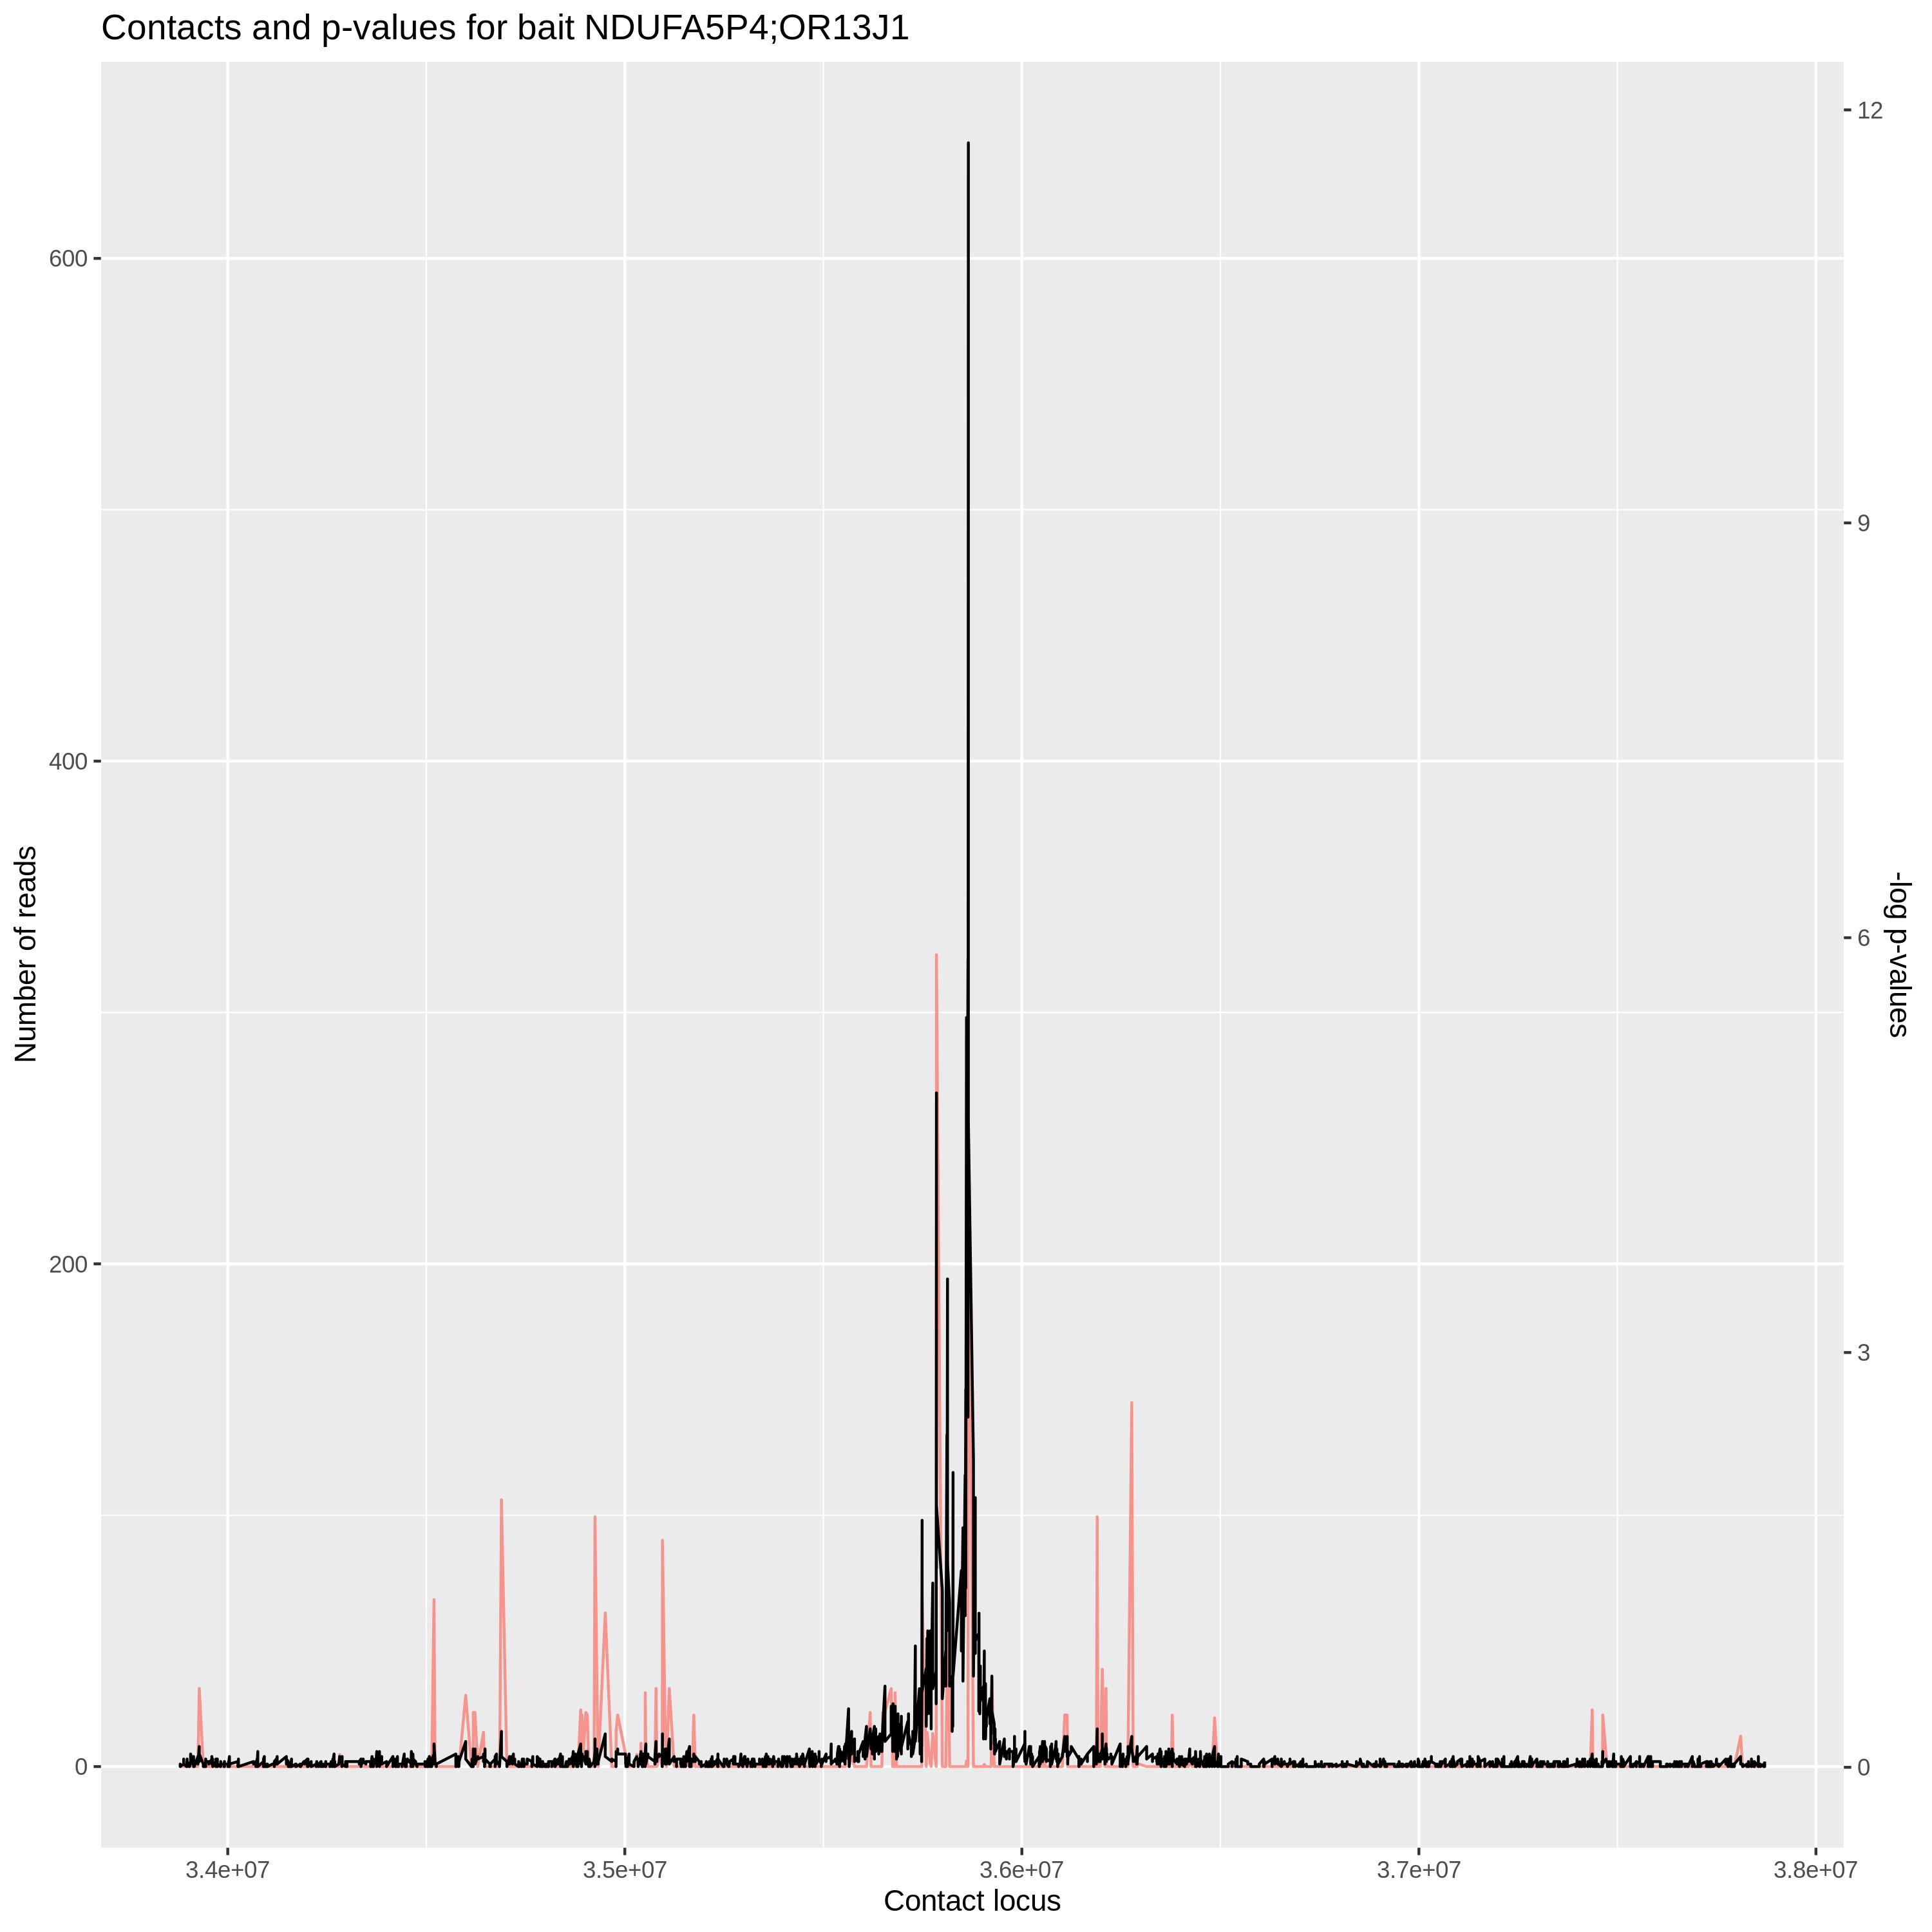 Contacts and p-values for bait NDUFA5P4;OR13J1
12
600
9
400
Number of reads
-log p-values
6
200
3
0
0
3.4e+07
3.5e+07
3.6e+07
3.7e+07
3.8e+07
Contact locus